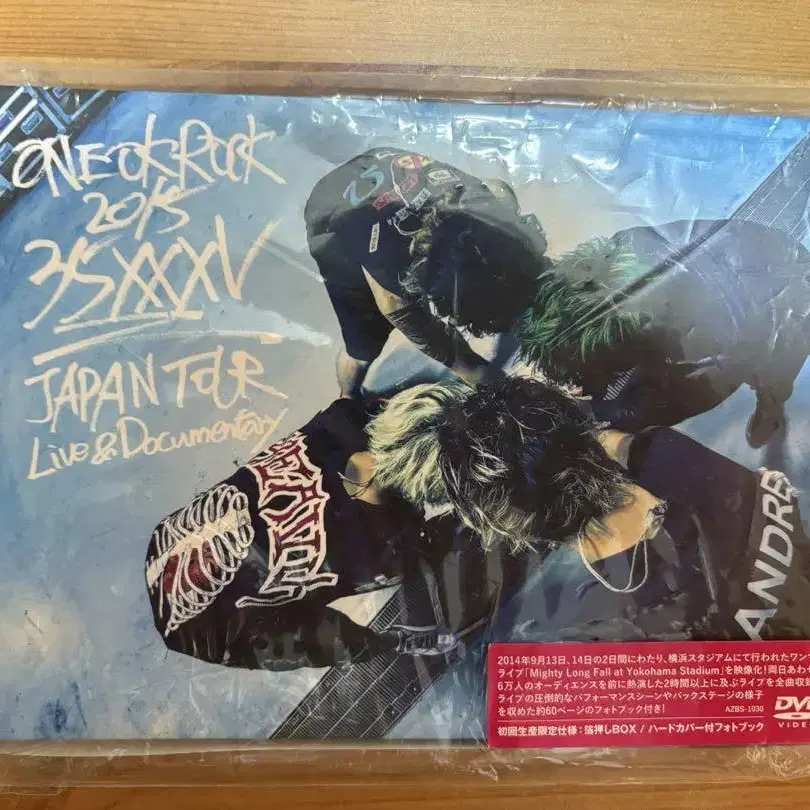 ONE OK ROCK
2015
35XXXV
JAPAN TOUR
Live & Documentary
ANDRE
2014年9月13日、14日の2日間にわたり、横浜スタジアムにて行われたワンマ
ライブ「Mighty Long Fall at Yokohama Stadium」を映像化!両日あわせ
6万人のオーディエンスを前に熱演した2時間以上に及ぶライブを全曲収録
ライブの圧倒的なパフォーマンスシーンやバックステージの様子
を収めた約60ページのフォトブック付き!
AZBS-1030
DVD
VIDEO
初回生産限定仕様:箔押しBOX / ハードカバー付フォトブック